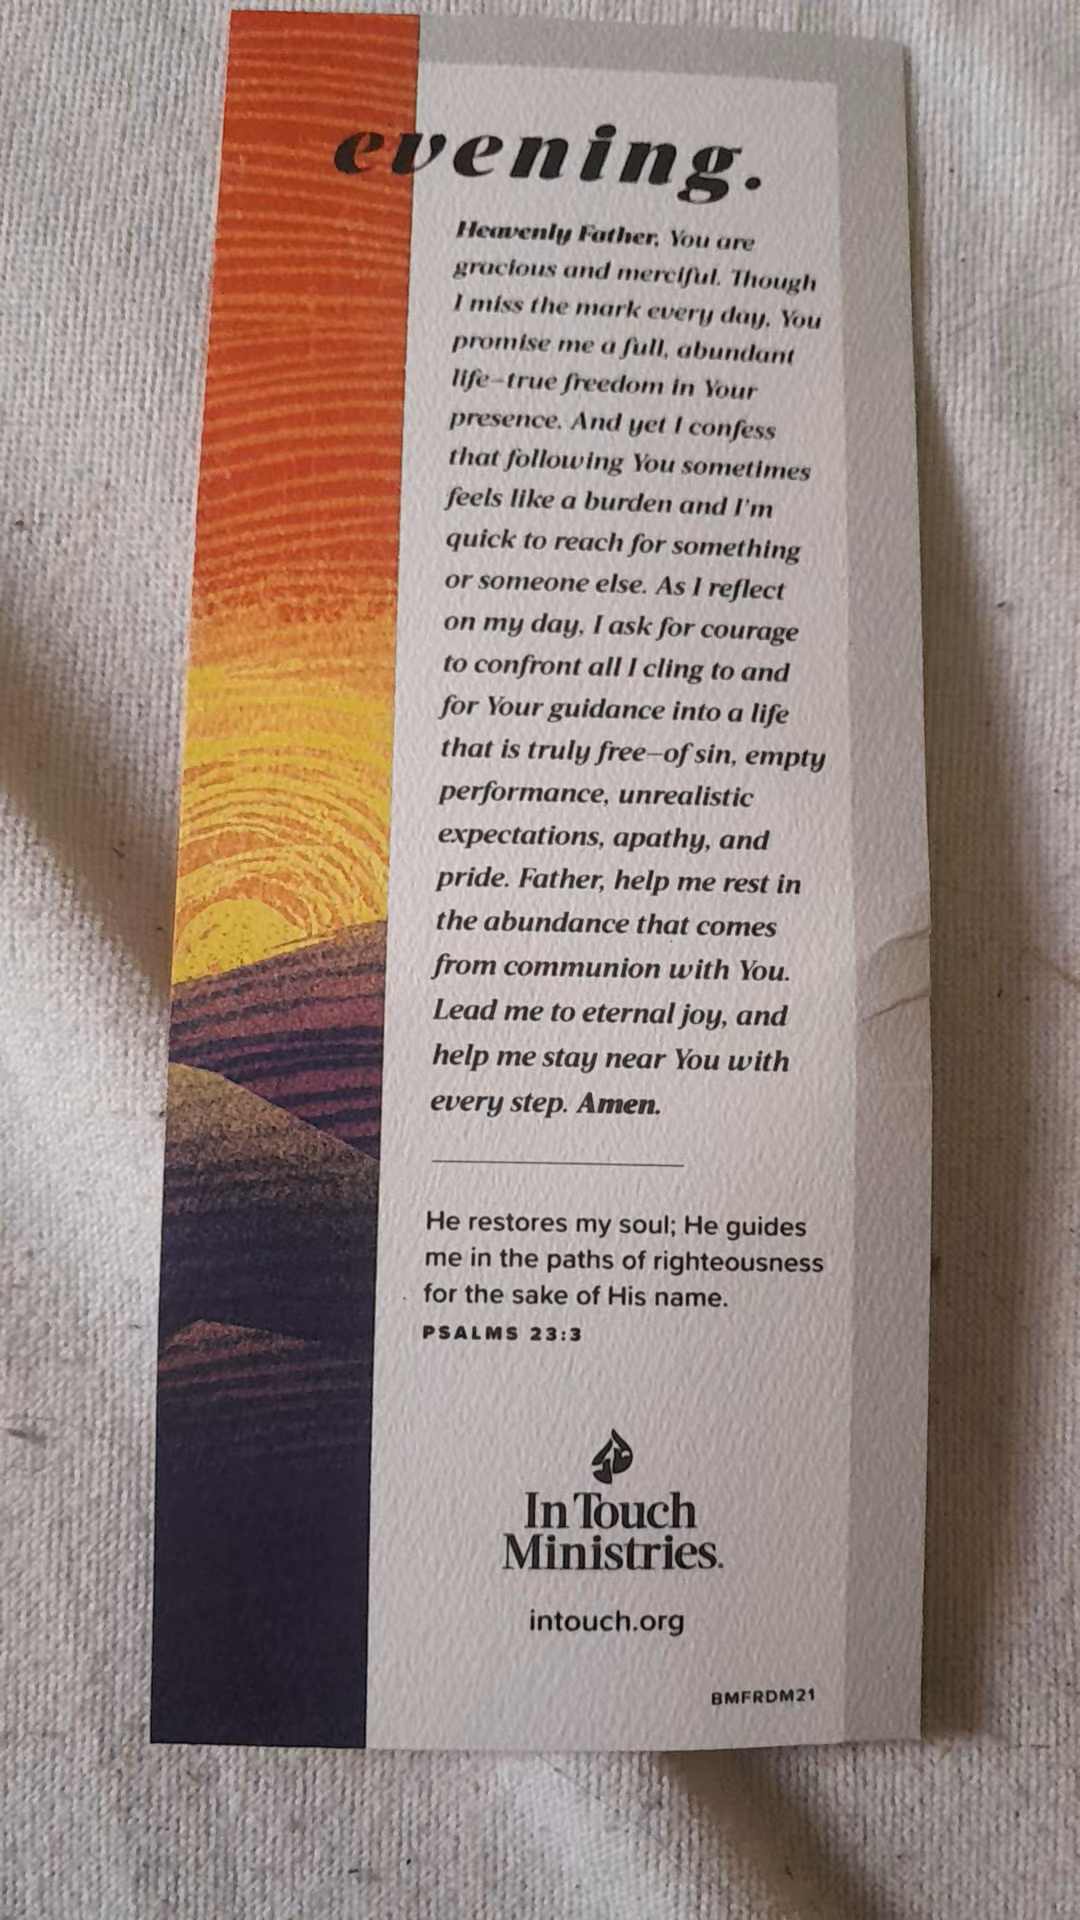 evening.
Heavenly Father, You are
gracious and merciful. Though
I miss the mark every day, You
promise me a full, abundant
life–true freedom in Your
presence. And yet I confess
that following You sometimes
feels like a burden and I'm
quick to reach for something
or someone else. As I reflect
on my day, I ask for courage
to confront all I cling to and
for Your guidance into a life
that is truly free–of sin, empty
performance, unrealistic
expectations, apathy, and
pride. Father, help me rest in
the abundance that comes
from communion with You.
Lead me to eternal joy, and
help me stay near You with
every step. Amen.
He restores my soul; He guides
me in the paths of righteousness
for the sake of His name.
PSALMS 23:3
In Touch
Ministries.
intouch.org
BMFRDM21